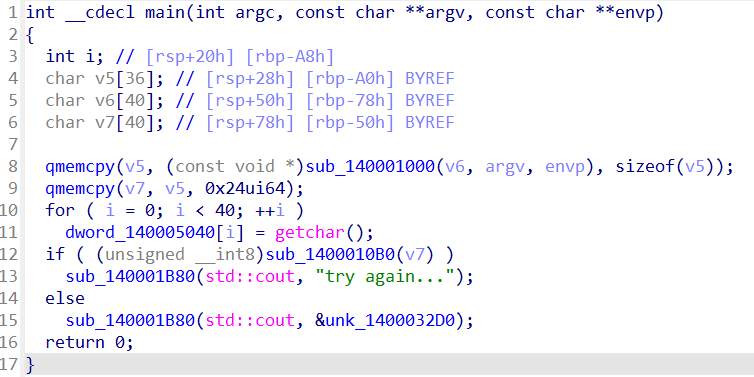 1 int __cdecl main(int argc, const char **argv, const char **envp)
2 {
3   int i; // [rsp+20h] [rbp-A8h]
4   char v5[36]; // [rsp+28h] [rbp-A0h] BYREF
5   char v6[40]; // [rsp+50h] [rbp-78h] BYREF
6   char v7[40]; // [rsp+78h] [rbp-50h] BYREF
7
8   qmemcpy(v5, (const void *)sub_140001000(v6, argv, envp), sizeof(v5));
9   qmemcpy(v7, v5, 0x24ui64);
10   for ( i = 0; i < 40; ++i )
11     dword_140005040[i] = getchar();
12   if ( (unsigned __int8)sub_1400010B0(v7) )
13     sub_140001B80(std::cout, "try again...");
14   else
15     sub_140001B80(std::cout, &unk_1400032D0);
16   return 0;
17 }